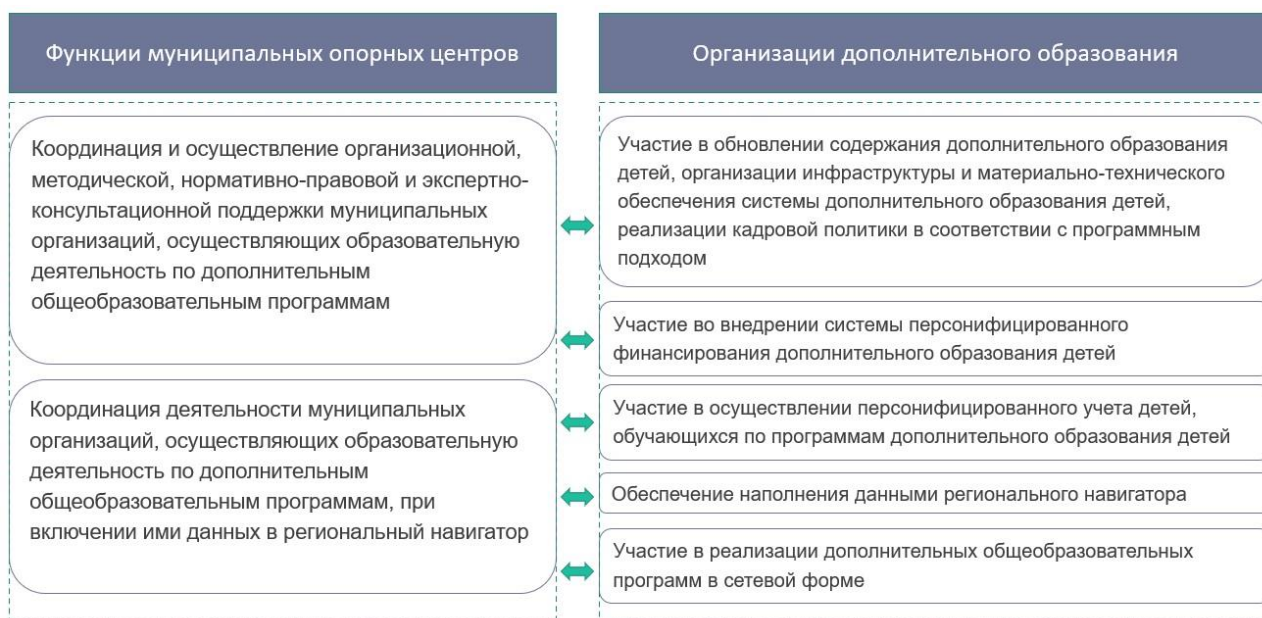 Функции муниципальных опорных центров
Координация и осуществление организационной,
методической, нормативно-правовой и экспертно-
консультационной поддержки муниципальных
организаций, осуществляющих образовательную
деятельность по дополнительным
общеобразовательным программам
Координация деятельности муниципальных
организаций, осуществляющих образовательную
деятельность по дополнительным
общеобразовательным программам, при
включении ими данных в региональный навигатор
Организации дополнительного образования
Участие в обновлении содержания дополнительного образования
детей, организации инфраструктуры и материально-технического
обеспечения системы дополнительного образования детей,
реализации кадровой политики в соответствии с программным
подходом
Участие во внедрении системы персонифицированного
финансирования дополнительного образования детей
Участие в осуществлении персонифицированного учета детей,
обучающихся по программам дополнительного образования детей
Обеспечение наполнения данными регионального навигатора
Участие в реализации дополнительных общеобразовательных
программ в сетевой форме